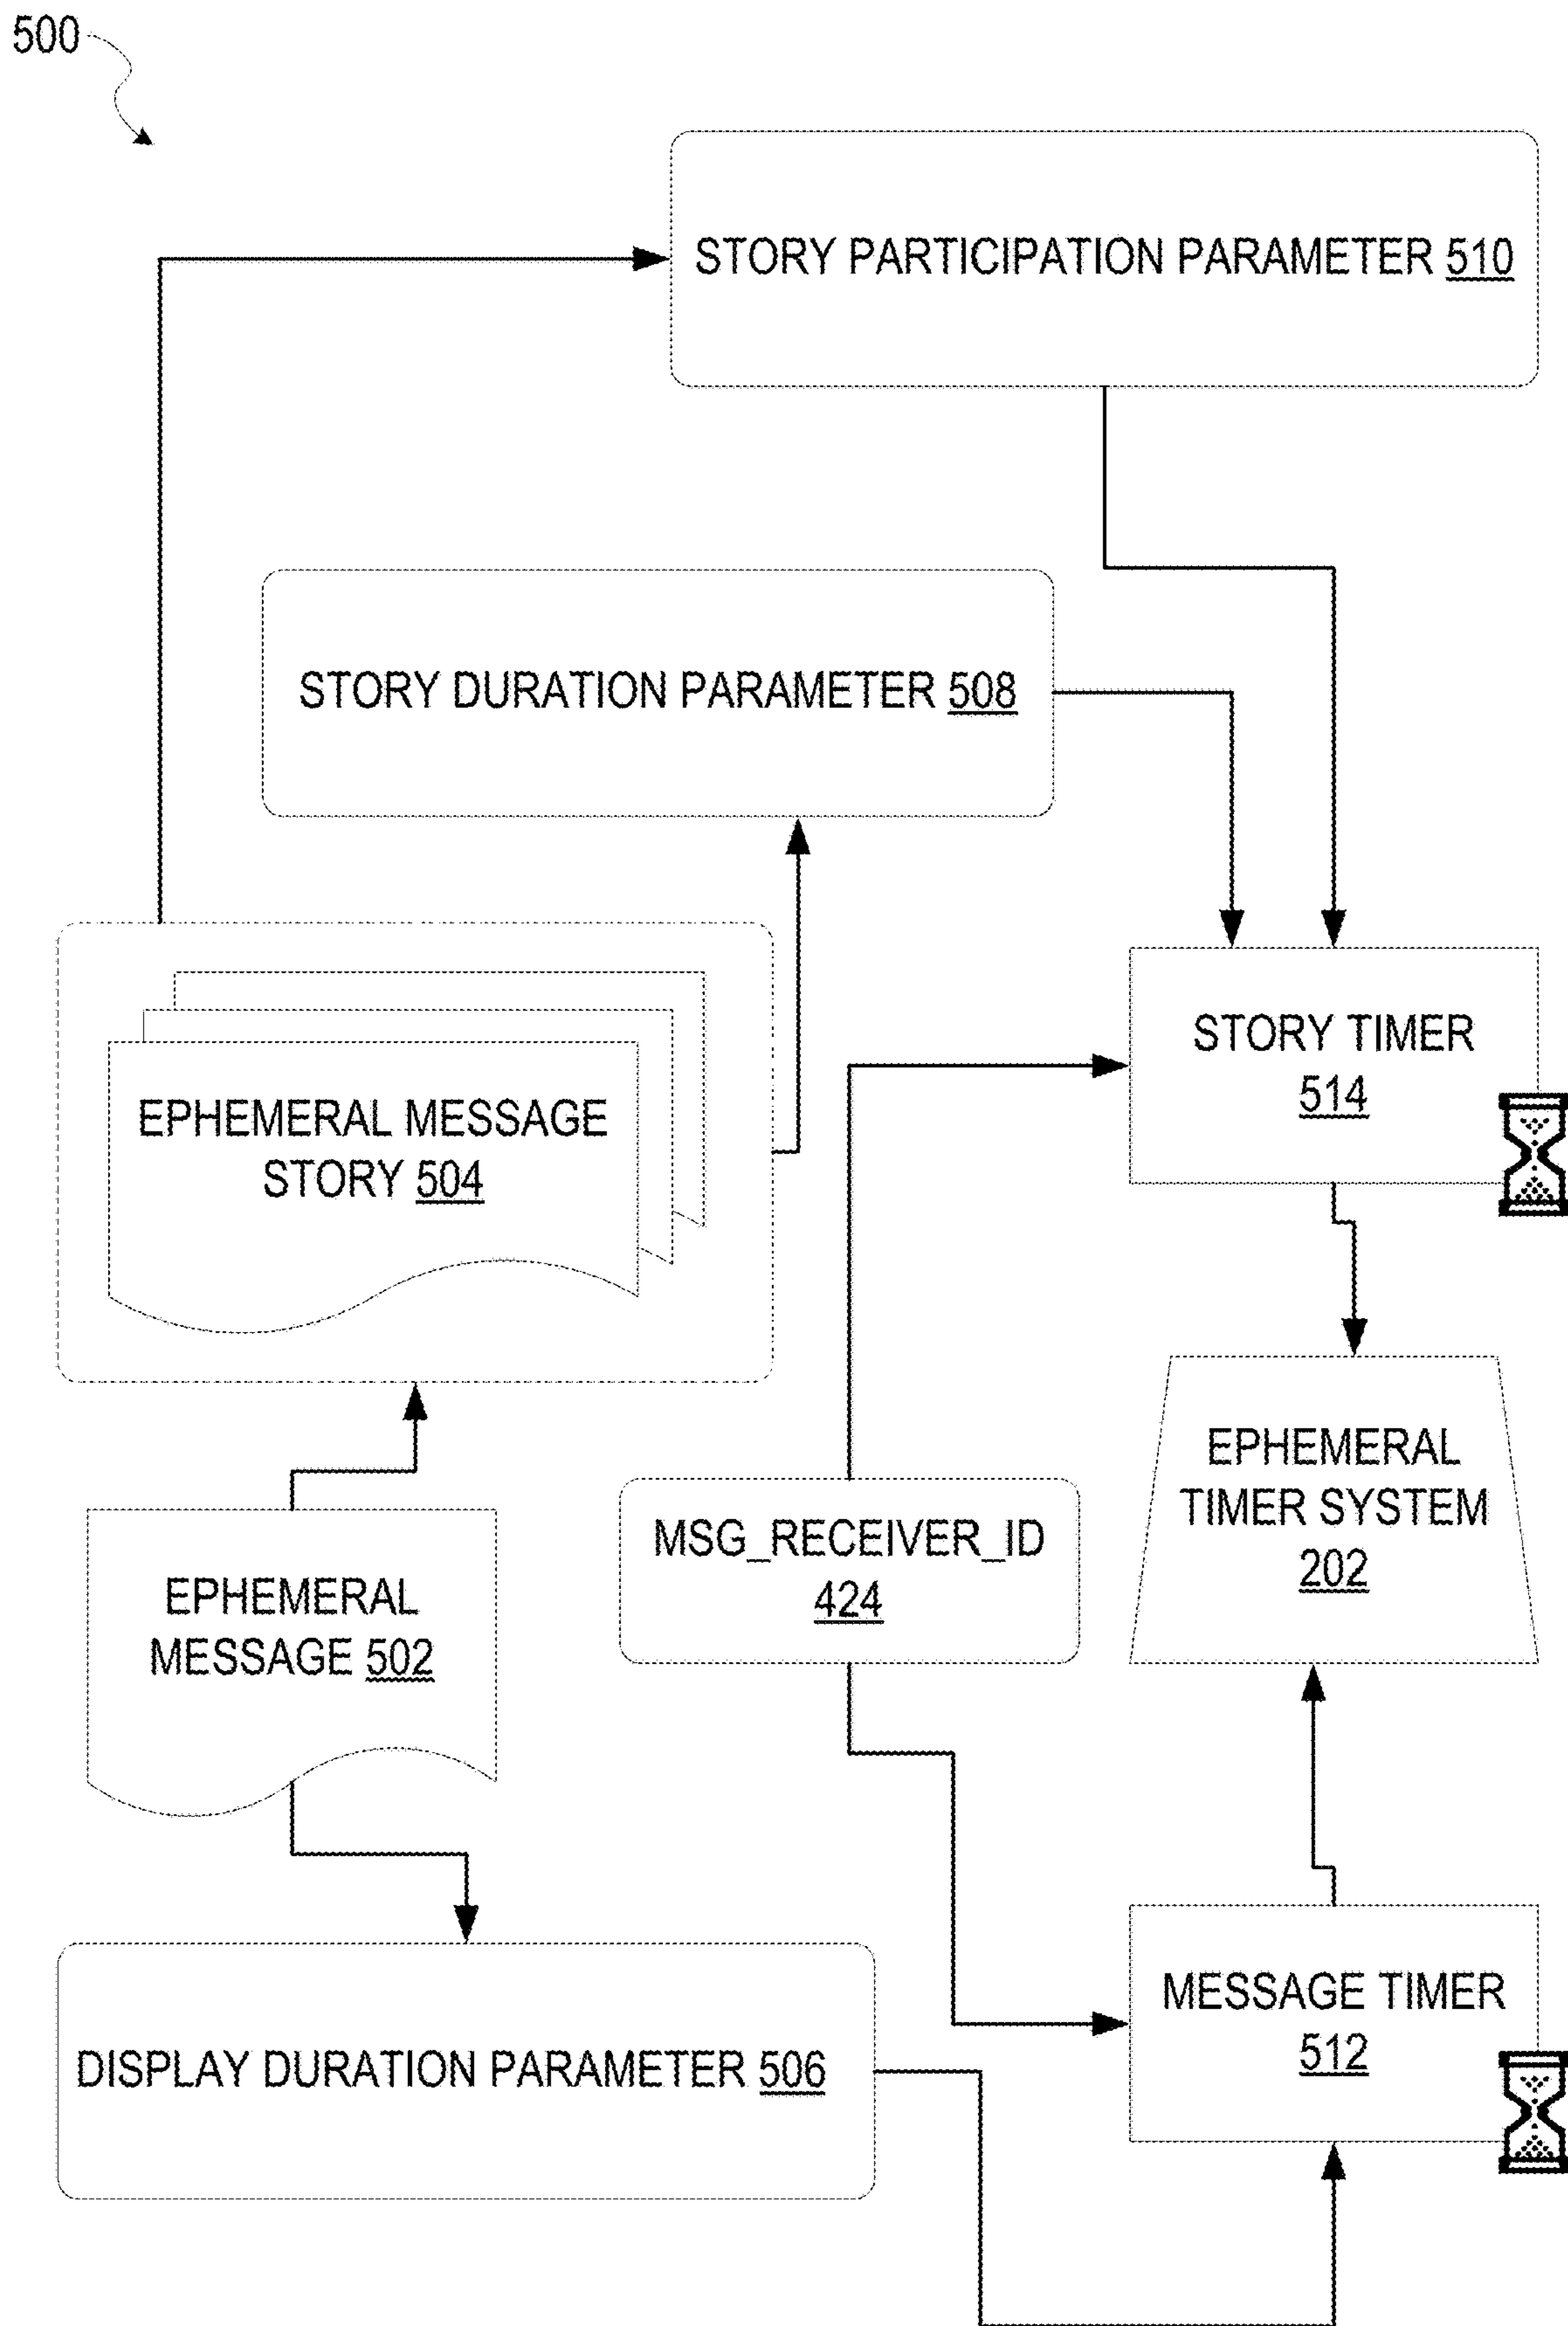 500
STORY PARTICIPATION PARAMETER 510
STORY DURATION PARAMETER 508
EPHEMERAL MESSAGE
STORY 504
STORY TIMER
514
EPHEMERAL
TIMER SYSTEM
202
MSG_RECEIVER_ID
424
EPHEMERAL
MESSAGE 502
MESSAGE TIMER
512
DISPLAY DURATION PARAMETER 506